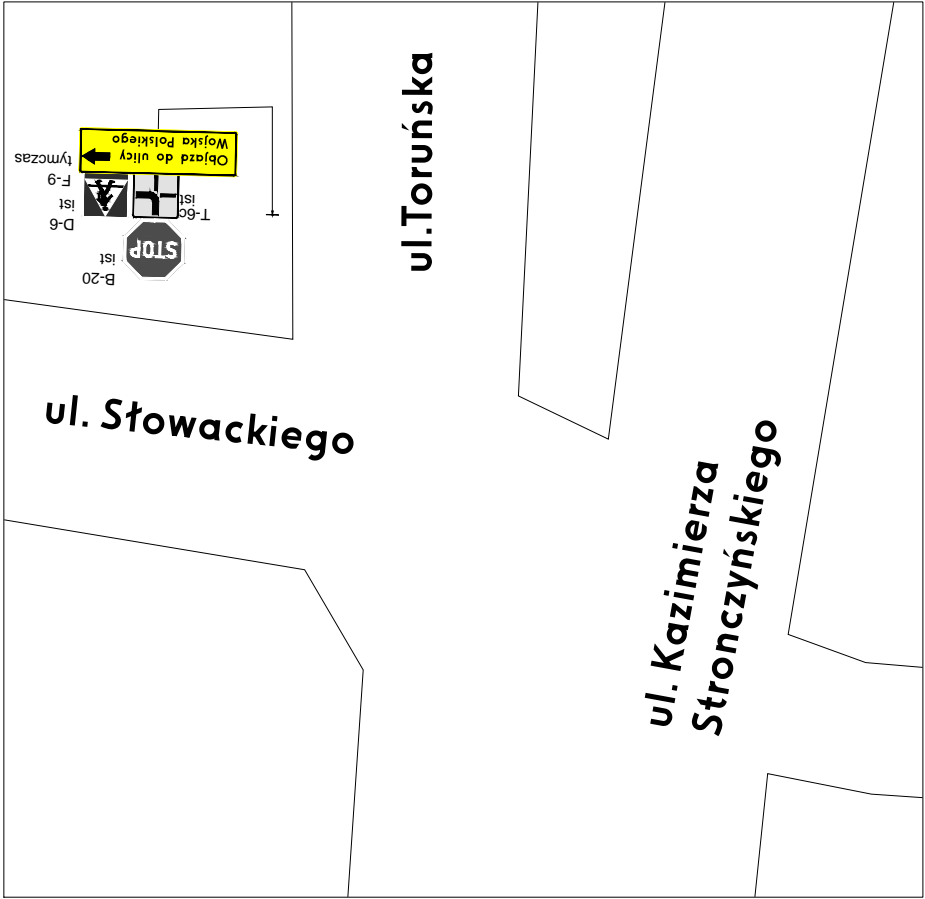 ul.Toruńska
ul. Słowackiego
ul. Kazimierza
Stronczyńskiego
B-20
ist
STOP
D-6
ist
T-6c
ist
F-9
tymczas
Objazd do ulicy
Wojska Polskiego